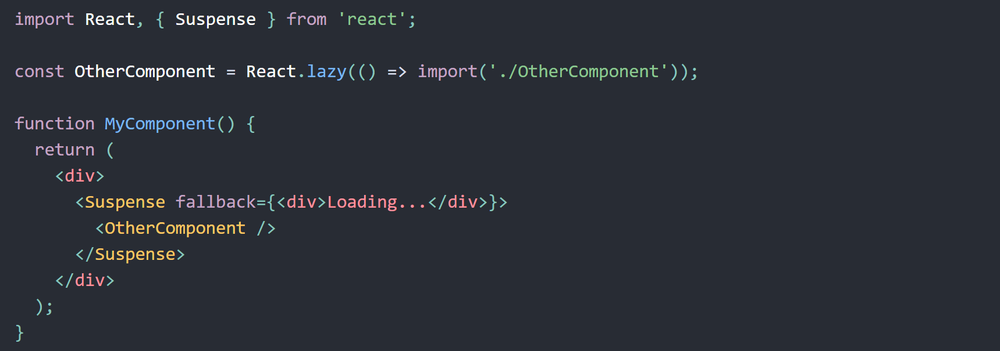 import React, { Suspense } from 'react';
const OtherComponent = React.lazy(() => import('./OtherComponent'));
function MyComponent() {
  return (
    <div>
      <Suspense fallback={<div>Loading...</div>}>
        <OtherComponent />
      </Suspense>
    </div>
  );
}